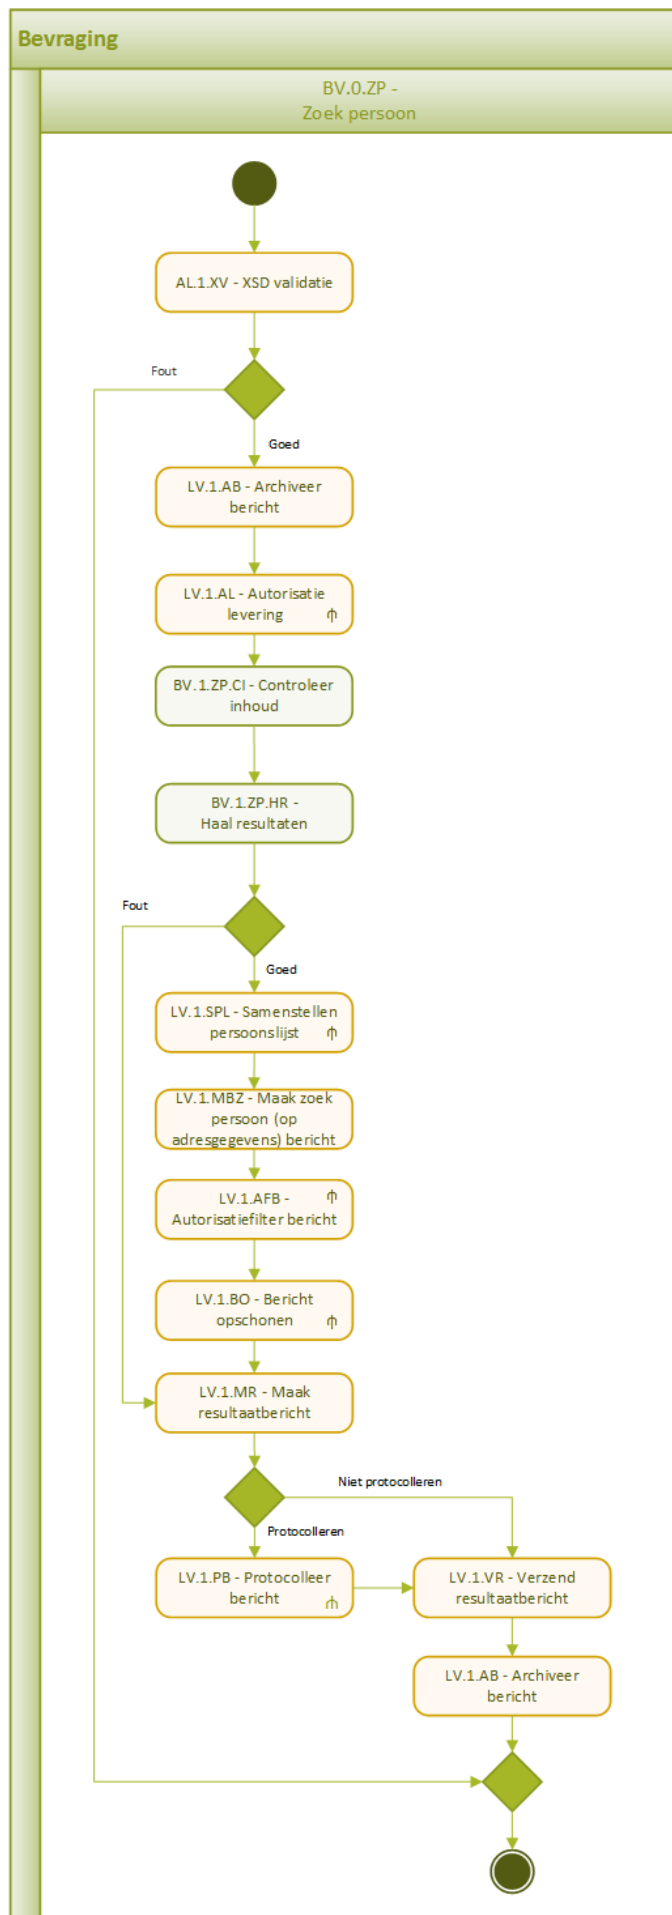 Bevraging
BV.0.ZP -
Zoek persoon
AL.1.XV - XSD validatie
Fout
Goed
LV.1.AB - Archiveer
bericht
LV.1.AL - Autorisatie
levering
BV.1.ZP.CI - Controleer
inhoud
BV.1.ZP.HR -
Haal resultaten
Fout
Goed
LV.1.SPL - Samenstellen
persoonslijst
LV.1.MBZ - Maak zoek
persoon (op
adresgegevens) bericht
LV.1.AFB -
Autorisatiefilter bericht
LV.1.BO - Bericht
opschonen
LV.1.MR - Maak
resultaatbericht
Niet protocolleren
Protocolleren
LV.1.PB - Protocolleer
bericht
LV.1.VR - Verzend
resultaatbericht
LV.1.AB - Archiveer
bericht